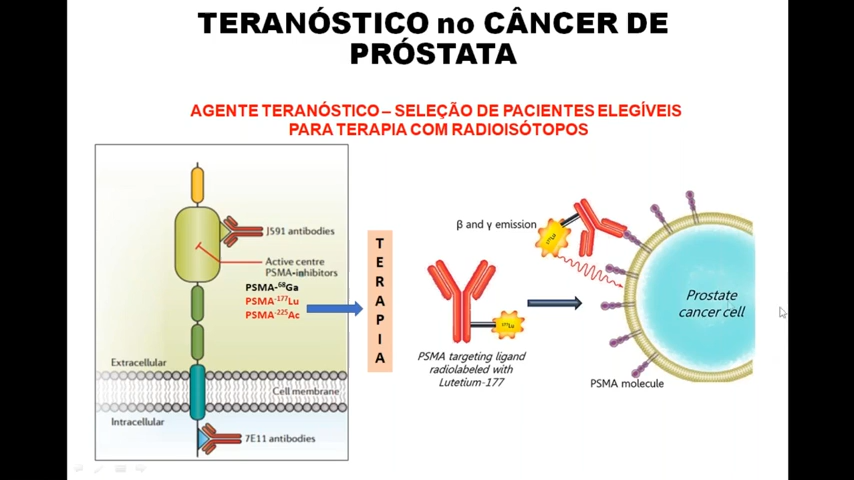 TERANÓSTICO no CÂNCER DE
PRÓSTATA
AGENTE TERANÓSTICO – SELEÇÃO DE PACIENTES ELEGÍVEIS
PARA TERAPIA COM RADIOISÓTOPOS
J591 antibodies
Active centre
PSMA-inhibitors
PSMA-⁶⁸Ga
PSMA-¹⁷⁷Lu
PSMA-²²⁵Ac
Extracellular
Cell membrane
Intracellular
7E11 antibodies
T
E
R
A
P
I
A
β and γ emission
¹⁷⁷Lu
¹⁷⁷Lu
PSMA targeting ligand
radiolabeled with
Lutetium-177
Prostate
cancer cell
PSMA molecule